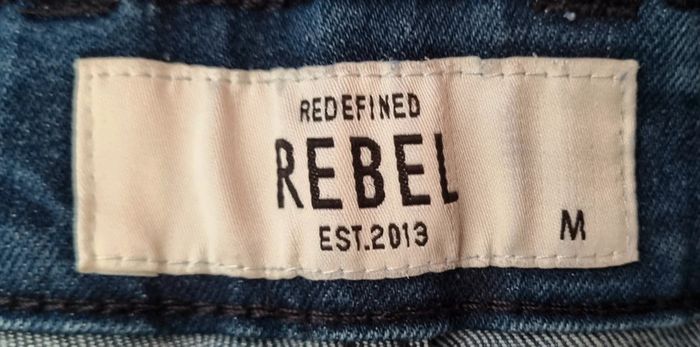 REDEFINED
REBEL
EST.2013
M